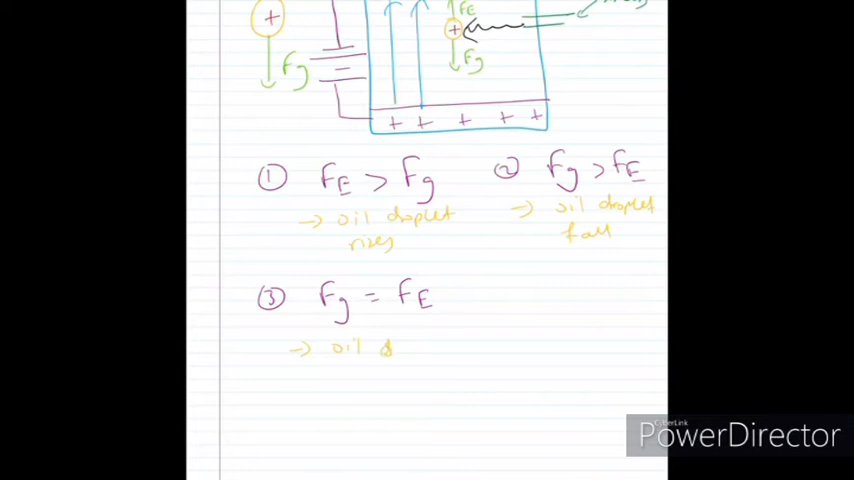 FE
+
+
Fg
Fg
+ + + + +
① FE > Fg
② Fg > FE
→ oil droplet
rises
→ oil droplet
fall
③ Fg = FE
→ oil d
CyberLink
PowerDirector